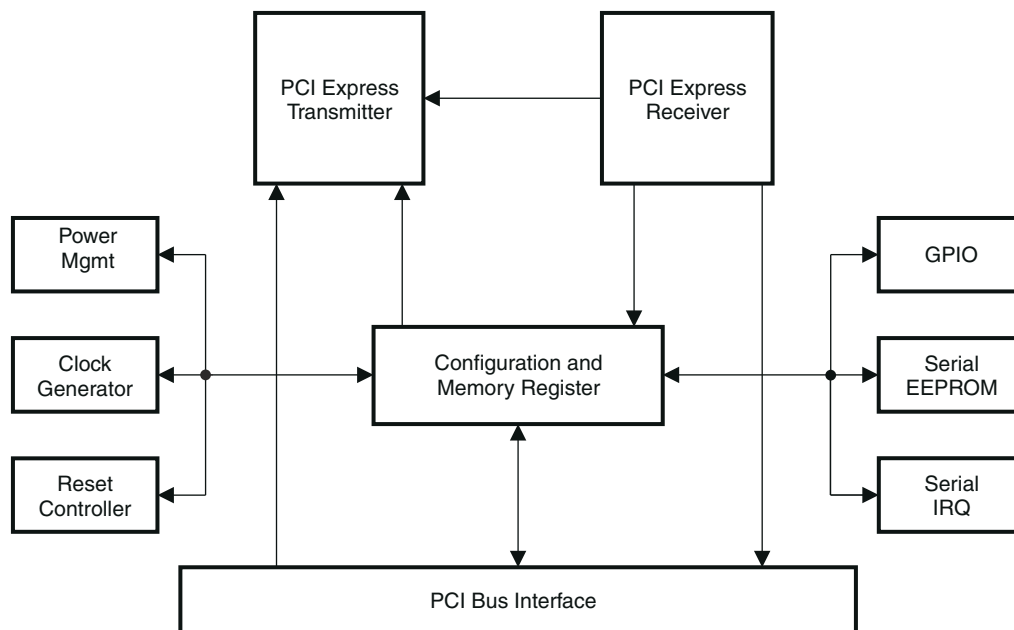 PCI Express
Transmitter
PCI Express
Receiver
Power
Mgmt
GPIO
Clock
Generator
Configuration and
Memory Register
Serial
EEPROM
Reset
Controller
Serial
IRQ
PCI Bus Interface